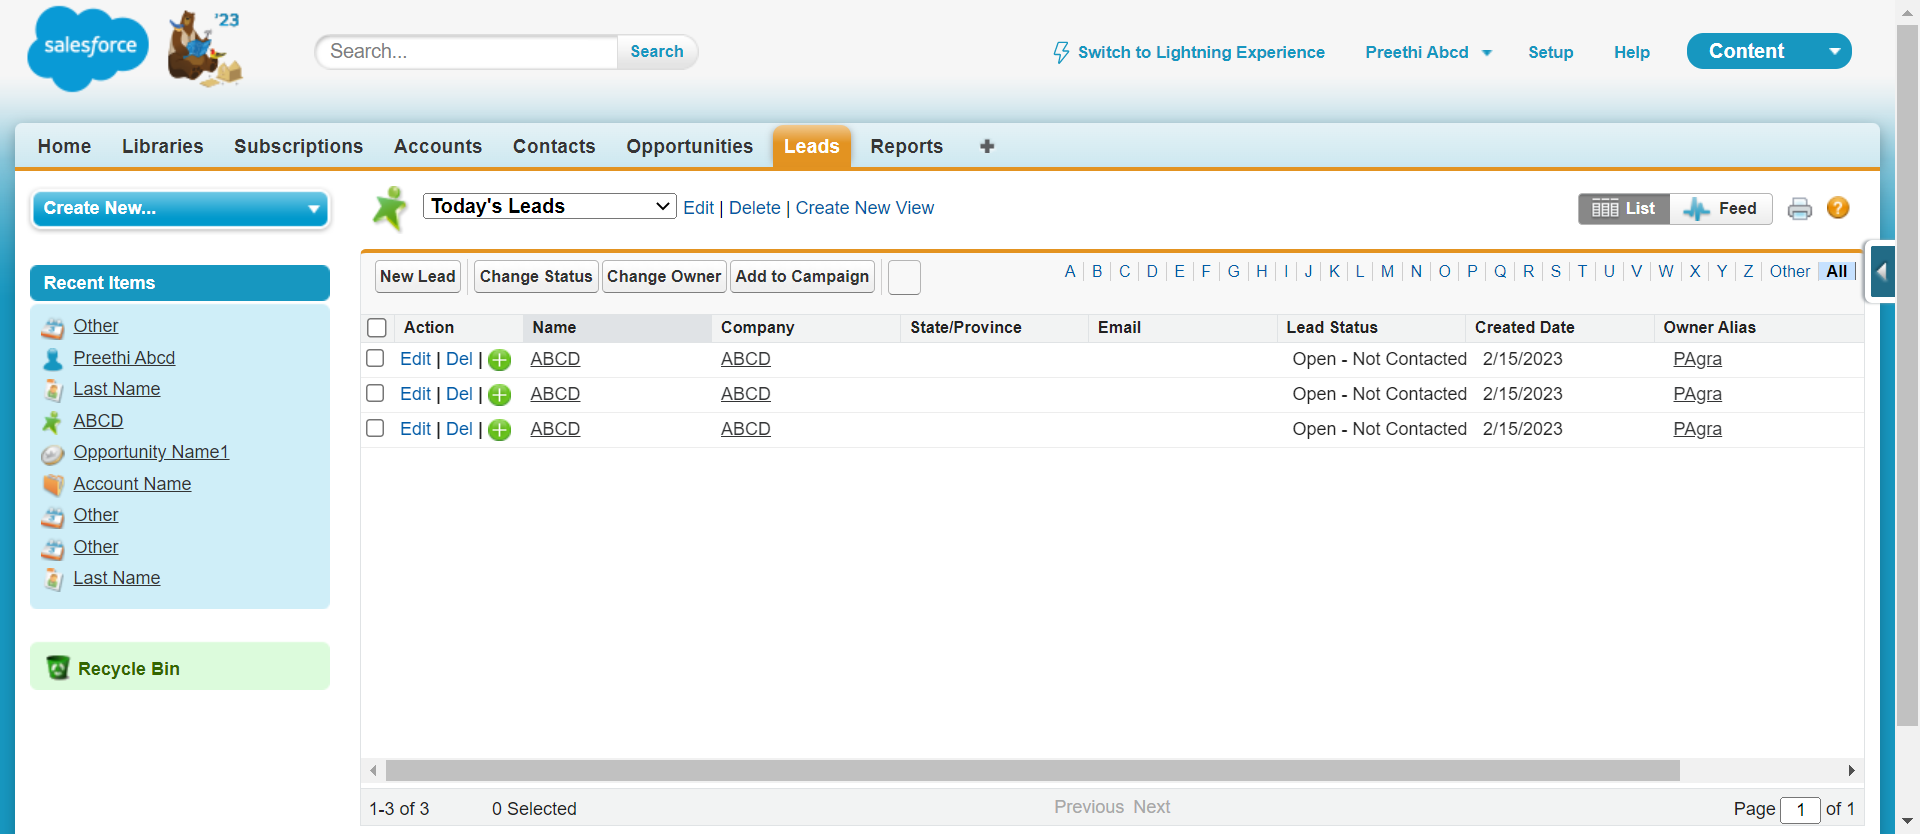 salesforce '23 Search... Search Switch to Lightning Experience Preethi Abcd Setup Help Content
Home Libraries Subscriptions Accounts Contacts Opportunities Leads Reports
Create New...
Today's Leads Edit | Delete | Create New View List Feed
Recent Items
Other
Preethi Abcd
Last Name
ABCD
Opportunity Name1
Account Name
Other
Other
Last Name
Recycle Bin
New Lead Change Status Change Owner Add to Campaign A B C D E F G H I J K L M N O P Q R S T U V W X Y Z Other All
Action Name Company State/Province Email Lead Status Created Date Owner Alias
Edit | Del | ABCD ABCD Open - Not Contacted 2/15/2023 PAgra
Edit | Del | ABCD ABCD Open - Not Contacted 2/15/2023 PAgra
Edit | Del | ABCD ABCD Open - Not Contacted 2/15/2023 PAgra
1-3 of 3 0 Selected Previous Next Page 1 of 1